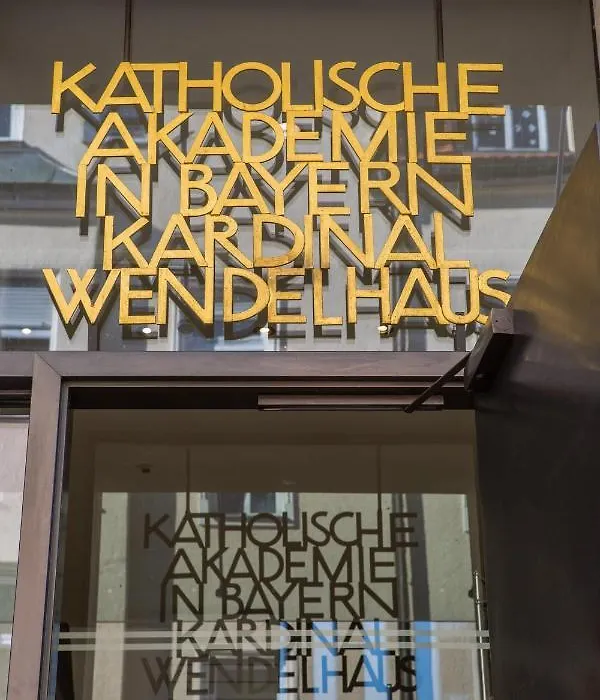 KATHOLISCHE
AKADEMIE
IN BAYERN
KARDINAL
WENDELHAUS
KATHOLISCHE
AKADEMIE
IN BAYERN
KARDINAL
WENDELHAUS